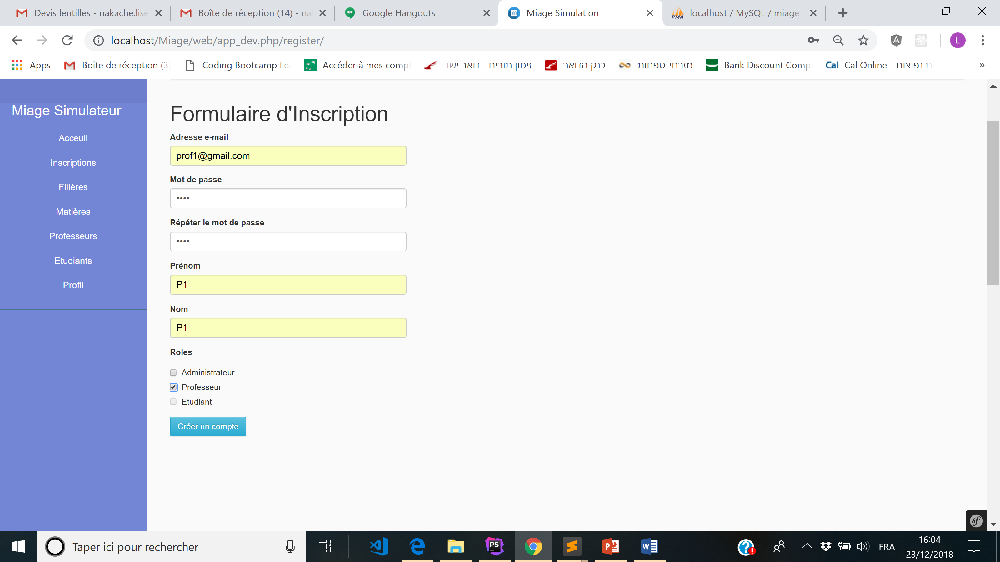 Devis lentilles - nakache.lise
Boîte de réception (14) - na
Google Hangouts
Miage Simulation
localhost / MySQL / miage
localhost/Miage/web/app_dev.php/register/
L
Apps
Boîte de réception (3)
Coding Bootcamp Le
Accéder à mes compt
זימון תורים - דואר ישר
בנק הדואר
מזרחי-טפחות
Bank Discount Comp
Cal
Cal Online - ת נפוצות
»
Miage Simulateur
Acceuil
Inscriptions
Filières
Matières
Professeurs
Etudiants
Profil
Formulaire d'Inscription
Adresse e-mail
prof1@gmail.com
Mot de passe
••••
Répéter le mot de passe
••••
Prénom
P1
Nom
P1
Roles
Administrateur
Professeur
Etudiant
Créer un compte
sf
Taper ici pour rechercher
FRA
16:04
23/12/2018